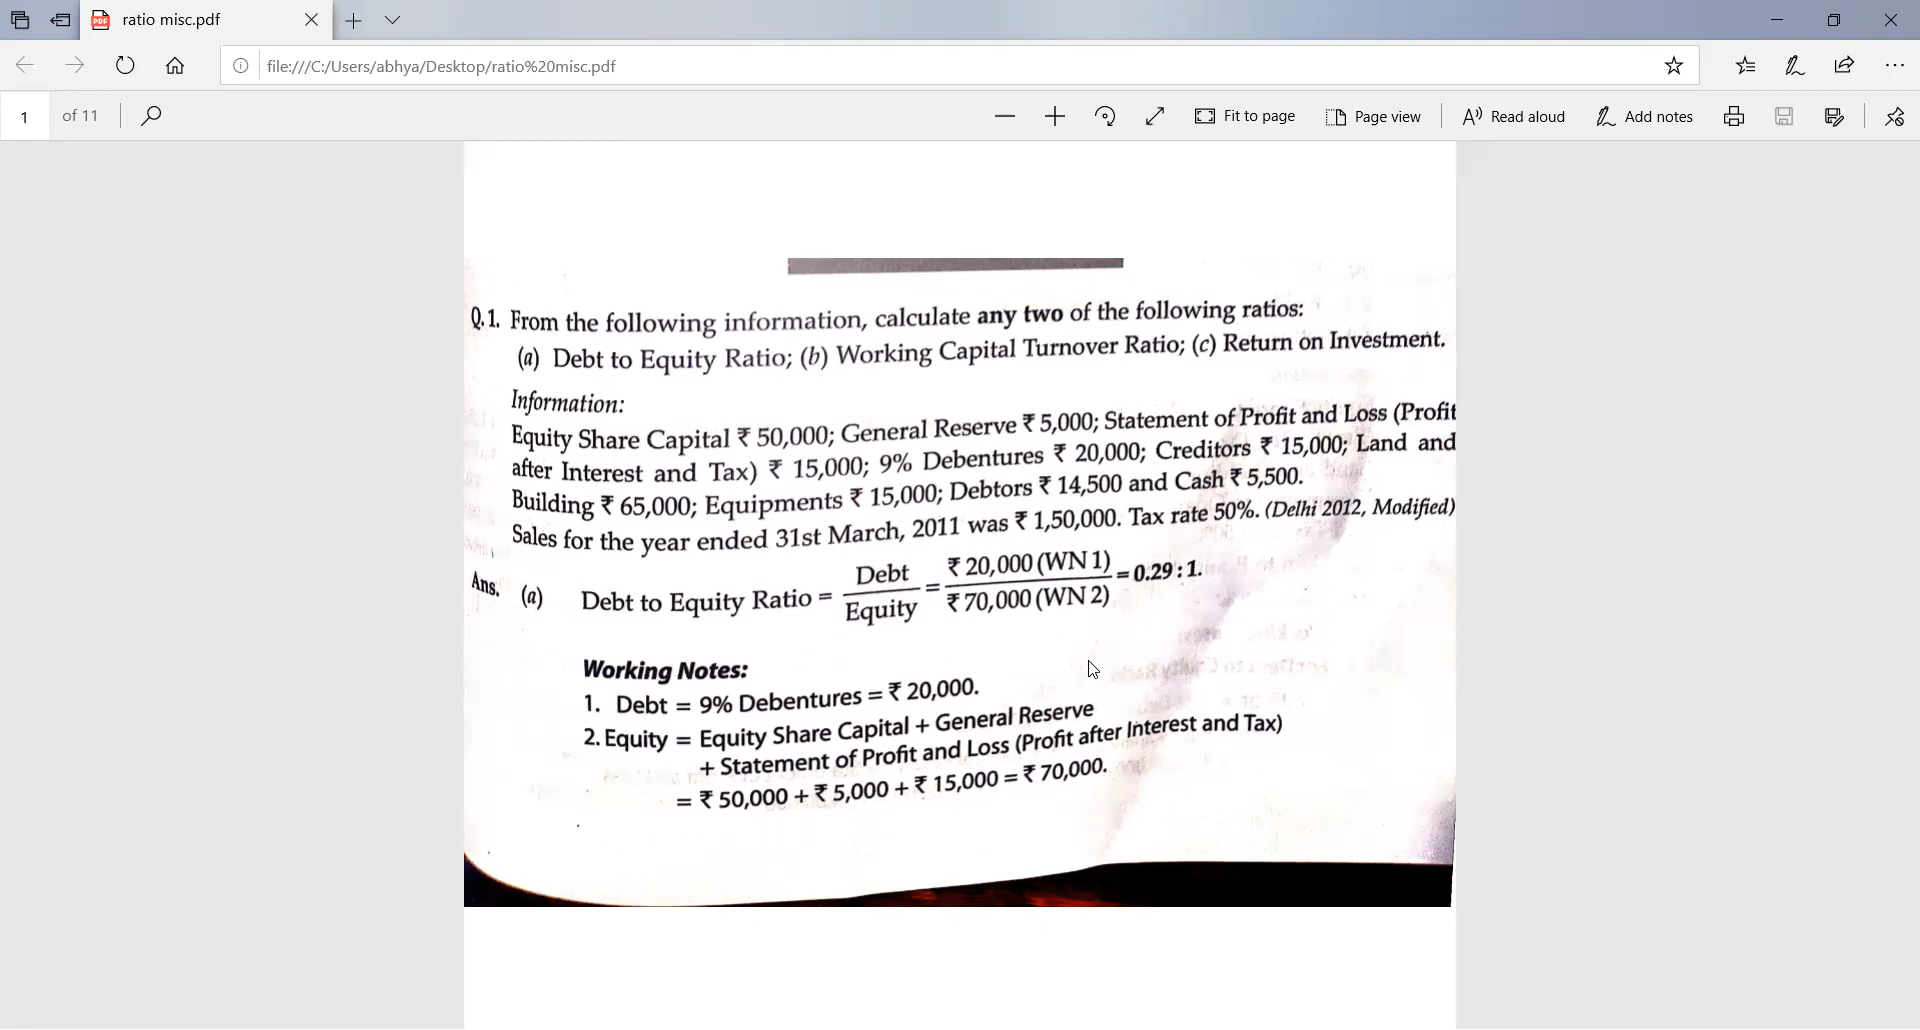 ratio misc.pdf
file:///C:/Users/abhya/Desktop/ratio%20misc.pdf
1 of 11 Fit to page Page view Read aloud Add notes
Q.1. From the following information, calculate any two of the following ratios:
(a) Debt to Equity Ratio; (b) Working Capital Turnover Ratio; (c) Return on Investment.
Information:
Equity Share Capital ₹ 50,000; General Reserve ₹ 5,000; Statement of Profit and Loss (Profit
after Interest and Tax) ₹ 15,000; 9% Debentures ₹ 20,000; Creditors ₹ 15,000; Land and
Building ₹ 65,000; Equipments ₹ 15,000; Debtors ₹ 14,500 and Cash ₹ 5,500.
Sales for the year ended 31st March, 2011 was ₹ 1,50,000. Tax rate 50%. (Delhi 2012, Modified)
Ans. (a) Debt to Equity Ratio = Debt / Equity = ₹ 20,000 (WN 1) / ₹ 70,000 (WN 2) = 0.29 : 1.
Working Notes:
1. Debt = 9% Debentures = ₹ 20,000.
2. Equity = Equity Share Capital + General Reserve
+ Statement of Profit and Loss (Profit after Interest and Tax)
= ₹ 50,000 + ₹ 5,000 + ₹ 15,000 = ₹ 70,000.